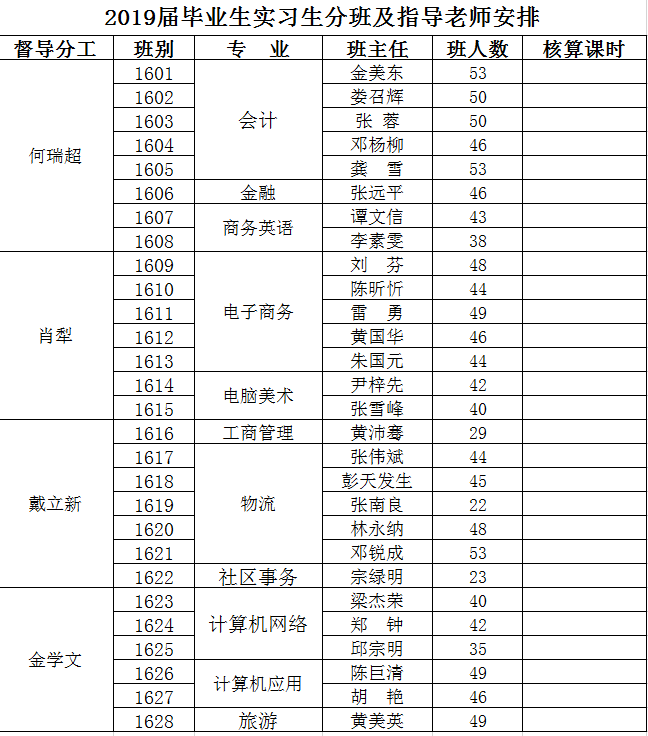 2019届毕业生实习生分班及指导老师安排
督导分工 班别 专 业 班主任 班人数 核算课时
何瑞超 1601 会计 金美东 53
1602 娄召辉 50
1603 张 蓉 50
1604 邓杨柳 46
1605 龚 雪 53
1606 金融 张远平 46
1607 商务英语 谭文信 43
1608 李素雯 38
肖犁 1609 电子商务 刘 芬 48
1610 陈昕忻 44
1611 雷 勇 49
1612 黄国华 46
1613 朱国元 44
1614 电脑美术 尹梓先 42
1615 张雪峰 40
戴立新 1616 工商管理 黄沛骞 29
1617 物流 张伟斌 44
1618 彭天发生 45
1619 张南良 22
1620 林永纳 48
1621 邓锐成 53
1622 社区事务 宗绿明 23
金学文 1623 计算机网络 梁杰荣 40
1624 郑 钟 42
1625 邱宗明 35
1626 计算机应用 陈巨清 49
1627 胡 艳 46
1628 旅游 黄美英 49